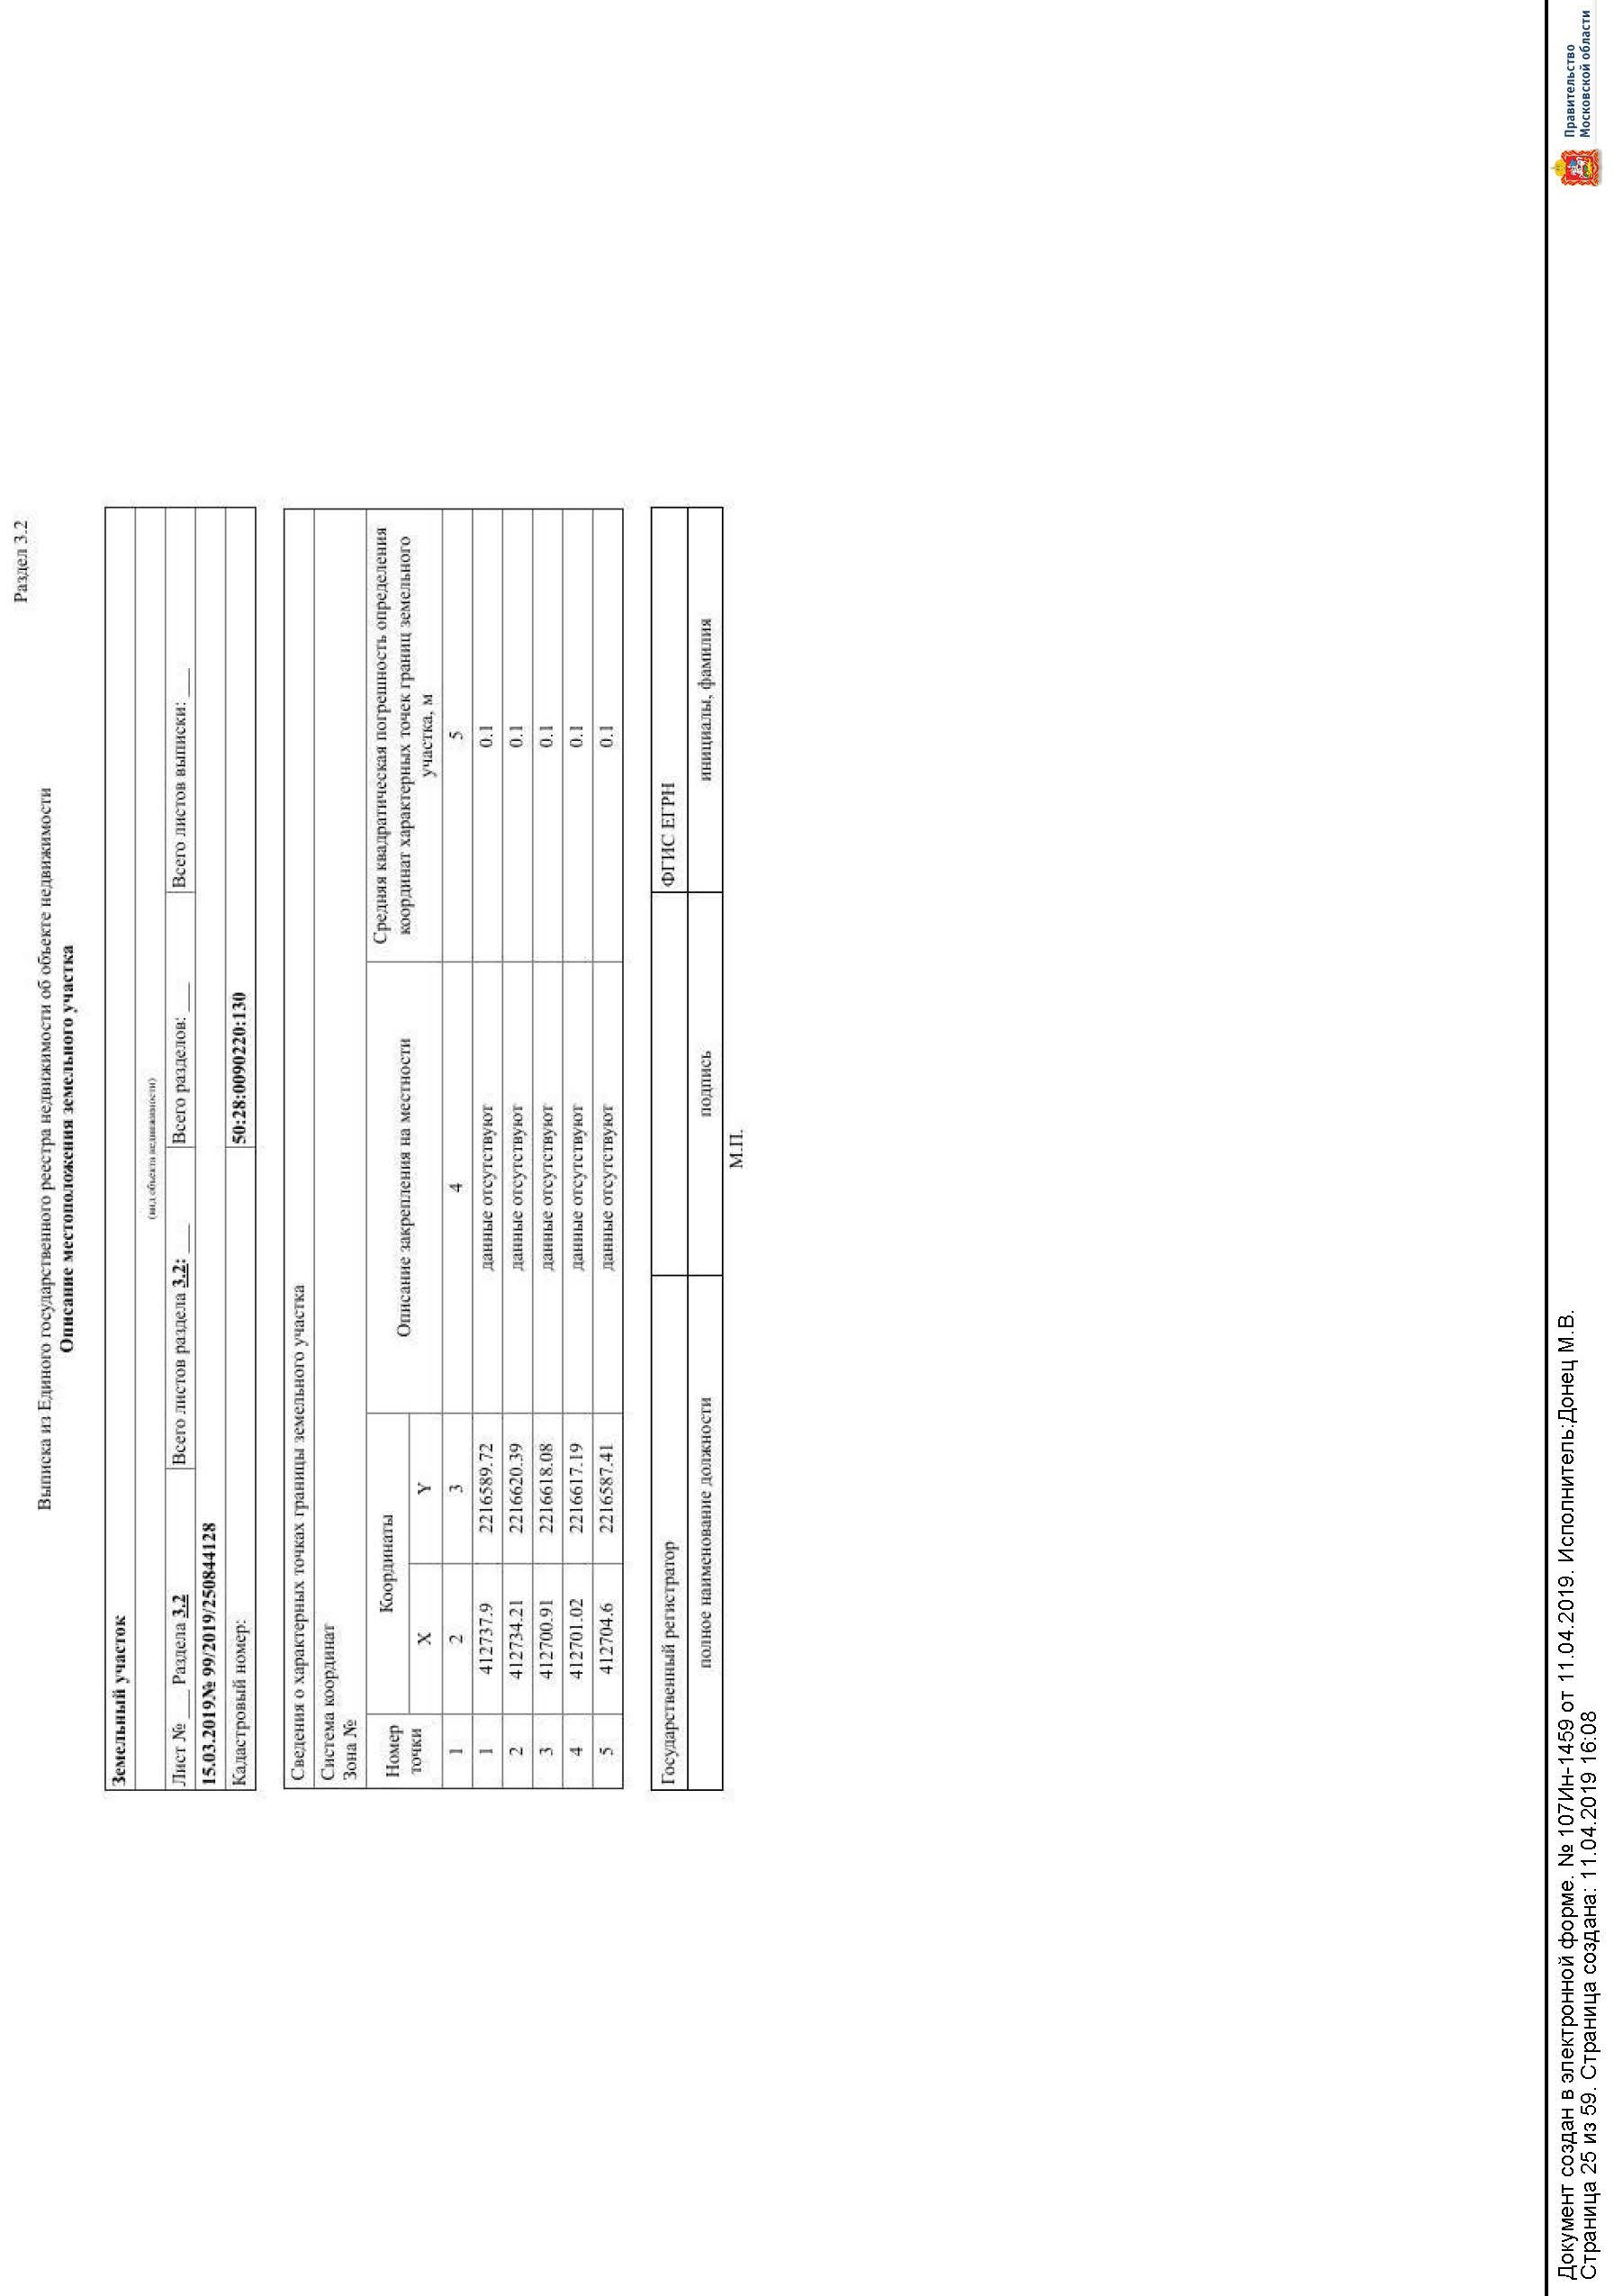 Раздел 3.2
Выписка из Единого государственного реестра недвижимости об объекте недвижимости
Описание местоположения земельного участка
Земельный участок
(вид объекта недвижимости)
Лист № ___ Раздела 3.2 Всего листов раздела 3.2: ___ Всего разделов: ___ Всего листов выписки: ___
15.03.2019№ 99/2019/250844128
Кадастровый номер: 50:28:0090220:130
Сведения о характерных точках границы земельного участка
Система координат
Зона №
Номер точки Координаты Описание закрепления на местности Средняя квадратическая погрешность определения координат характерных точек границ земельного участка, м
X Y
1 2 3 4 5
1 412737.9 2216589.72 данные отсутствуют 0.1
2 412734.21 2216620.39 данные отсутствуют 0.1
3 412700.91 2216618.08 данные отсутствуют 0.1
4 412701.02 2216617.19 данные отсутствуют 0.1
5 412704.6 2216587.41 данные отсутствуют 0.1
Государственный регистратор ФГИС ЕГРН
полное наименование должности подпись инициалы, фамилия
М.П.
Документ создан в электронной форме. № 107Ин-1459 от 11.04.2019. Исполнитель:Донец М.В.
Страница 25 из 59. Страница создана: 11.04.2019 16:08
Правительство
Московской области